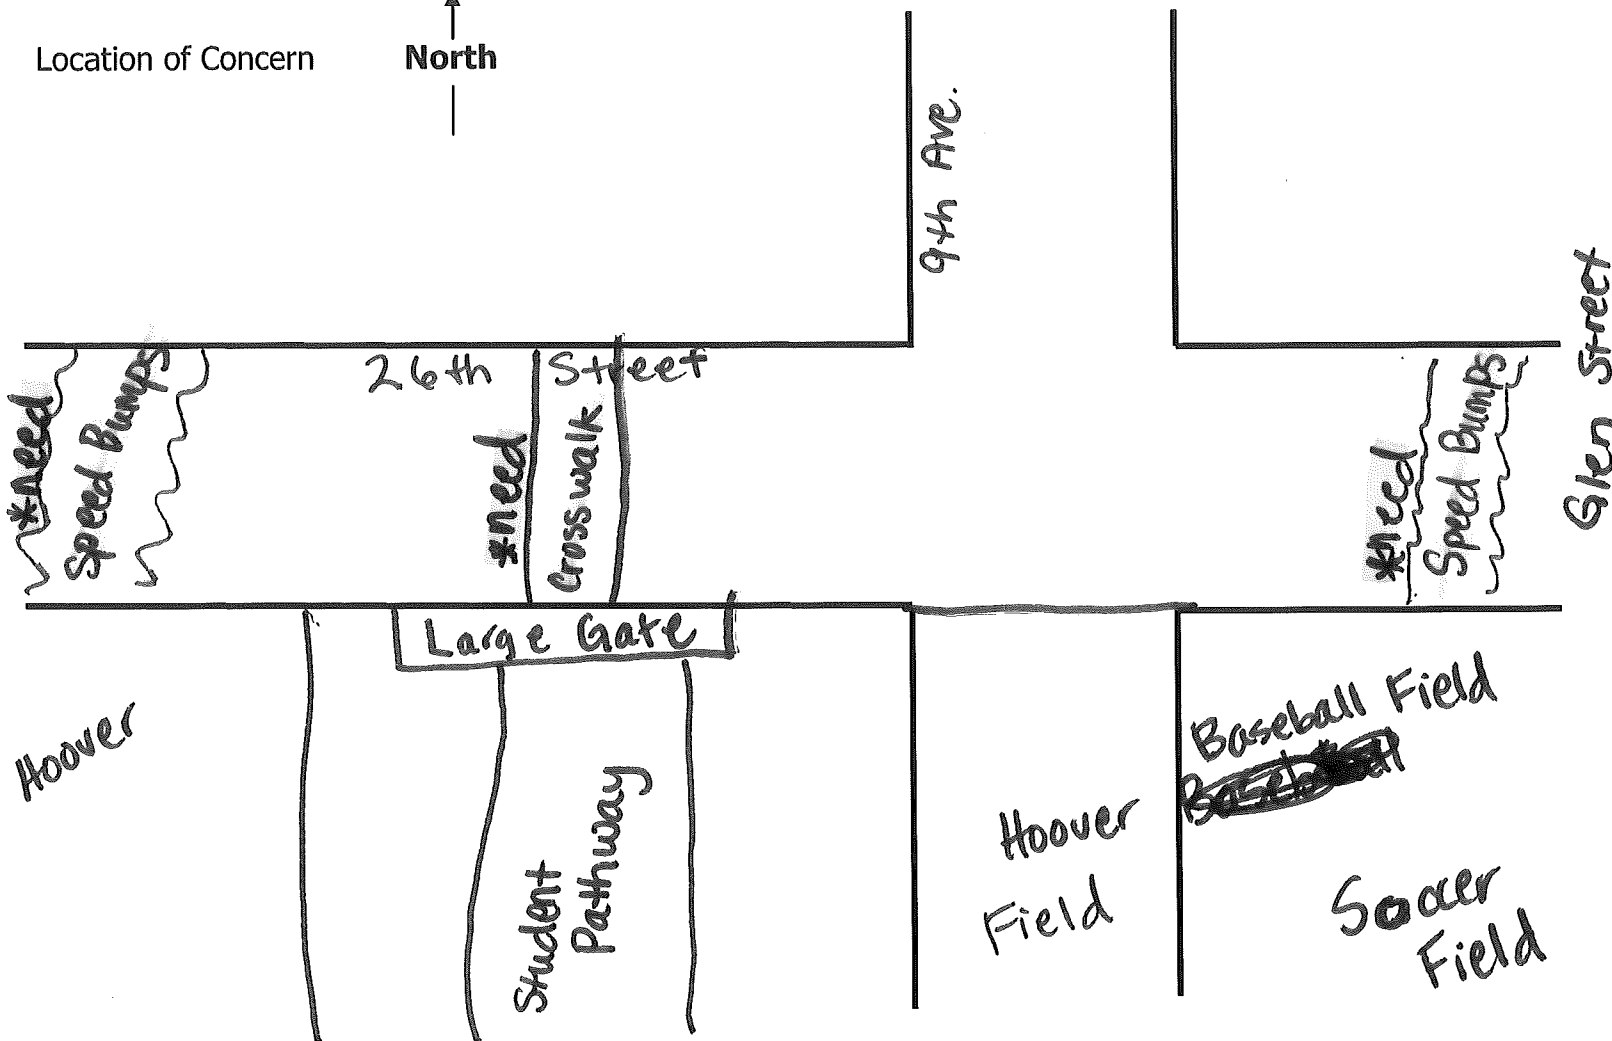 Location of Concern
North
9th Ave.
26th Street
Glen Street
*need
Speed Bumps
*need
Crosswalk
*need
Speed Bumps
Large Gate
Hoover
Student
Pathway
Hoover
Field
Baseball Field
Baseball
Soccer
Field